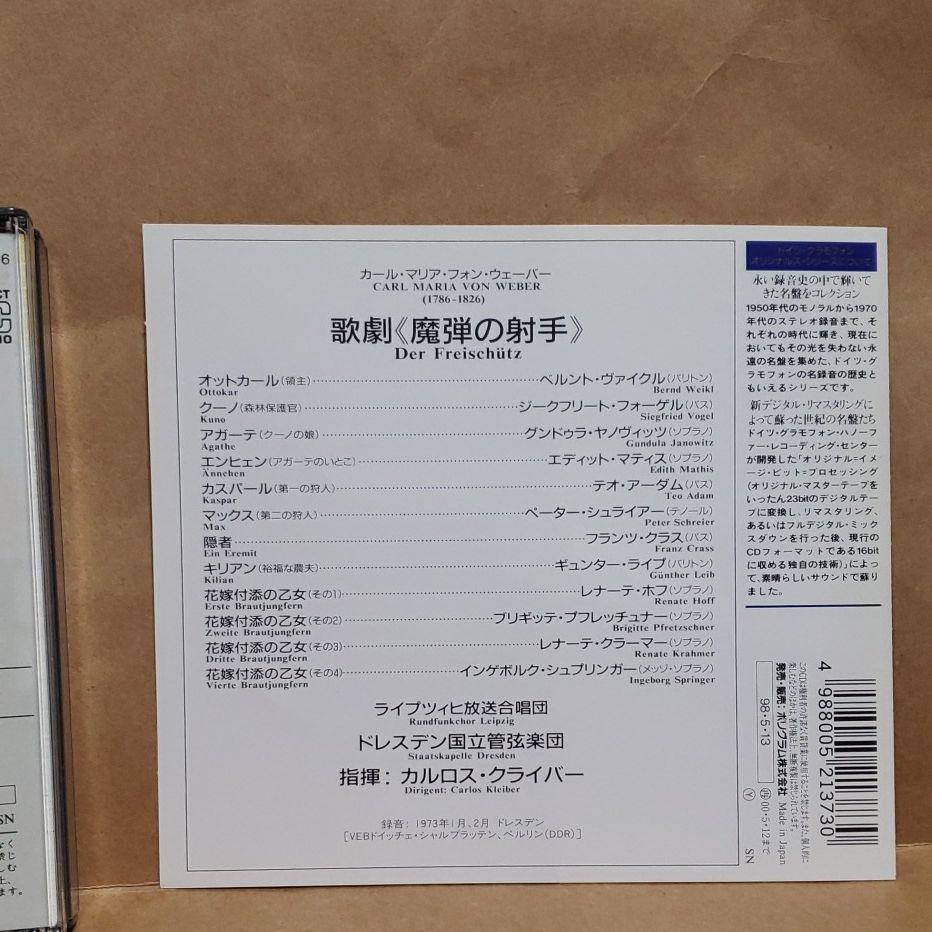 カール・マリア・フォン・ウェーバー
CARL MARIA VON WEBER
(1786-1826)
歌劇《魔弾の射手》
Der Freischütz
オットカール(領主)……ベルント・ヴァイクル(バリトン)
Ottokar Bernd Weikl
クーノ(森林保護官)……ジークフリート・フォーゲル(バス)
Kuno Siegfried Vogel
アガーテ(クーノの娘)……グンドゥラ・ヤノヴィッツ(ソプラノ)
Agathe Gundula Janowitz
エンヒェン(アガーテのいとこ)……エディット・マティス(ソプラノ)
Ännchen Edith Mathis
カスパール(第一の狩人)……テオ・アーダム(バス)
Kaspar Teo Adam
マックス(第二の狩人)……ペーター・シュライアー(テノール)
Max Peter Schreier
隠者……フランツ・クラス(バス)
Ein Eremit Franz Crass
キリアン(裕福な農夫)……ギュンター・ライプ(バリトン)
Kilian Günther Leib
花嫁付添の乙女(その1)……レナーテ・ホフ(ソプラノ)
Erste Brautjungfern Renate Hoff
花嫁付添の乙女(その2)……ブリギッテ・プフレッチュナー(ソプラノ)
Zweite Brautjungfern Brigitte Pfretzschner
花嫁付添の乙女(その3)……レナーテ・クラーマー(ソプラノ)
Dritte Brautjungfern Renate Krahmer
花嫁付添の乙女(その4)……インゲボルク・シュプリンガー(メッゾ・ソプラノ)
Vierte Brautjungfern Ingeborg Springer
ライプツィヒ放送合唱団
Rundfunkchor Leipzig
ドレスデン国立管弦楽団
Staatskapelle Dresden
指揮：カルロス・クライバー
Dirigent: Carlos Kleiber
録音：1973年1月、2月 ドレスデン
[VEBドイッチェ・シャルプラッテン、ベルリン(DDR)]
ドイツ・グラモフォン
オリジナルス・シリーズについて
永い録音史の中で輝いて
きた名盤をコレクション
1950年代のモノラルから1970
年代のステレオ録音まで、そ
れぞれの時代に輝き、現在に
おいてもその光を失わない永
遠の名盤を集めた、ドイツ・グ
ラモフォンの名録音の歴史と
もいえるシリーズです。
新デジタル・リマスタリングに
よって蘇った世紀の名盤たち
ドイツ・グラモフォン・ハノーフ
ァー・レコーディング・センター
が開発した「オリジナル=イメ
ージ・ビット=プロセッシング
(オリジナル・マスターテープを
いったん23bitのデジタルテー
プに変換し、リマスタリング、
あるいはフルデジタル・ミック
スダウンを行った後、現行の
CDフォーマットである16bit
に収める独自の技術)」によっ
て、素晴らしいサウンドで蘇り
ました。
4 988005 213730
発売・販売元：ポリグラム株式会社 Made in Japan
98・5・13
00・5・12まで
Y
SN
6
CT
SN
なく
禁じ
しむ
上、
ます。